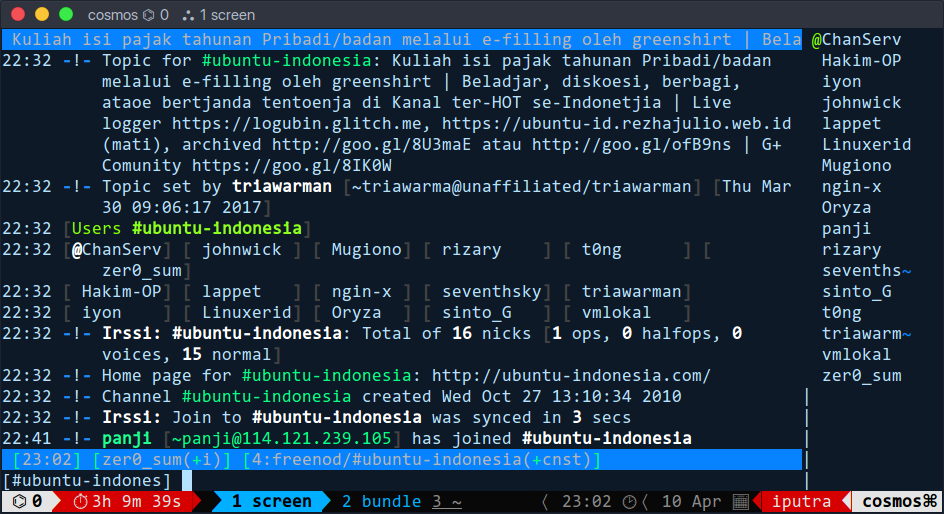 cosmos ⌬ 0 ∴ 1 screen
Kuliah isi pajak tahunan Pribadi/badan melalui e-filling oleh greenshirt | Bela
22:32 -!- Topic for #ubuntu-indonesia: Kuliah isi pajak tahunan Pribadi/badan
melalui e-filling oleh greenshirt | Beladjar, diskoesi, berbagi,
ataoe bertjanda tentoenja di Kanal ter-HOT se-Indonetjia | Live
logger https://logubin.glitch.me, https://ubuntu-id.rezhajulio.web.id
(mati), archived http://goo.gl/8U3maE atau http://goo.gl/ofB9ns | G+
Comunity https://goo.gl/8IK0W
22:32 -!- Topic set by triawarman [~triawarma@unaffiliated/triawarman] [Thu Mar
30 09:06:17 2017]
22:32 [Users #ubuntu-indonesia]
22:32 [@ChanServ] [ johnwick ] [ Mugiono] [ rizary    ] [ t0ng      ] [
zer0_sum]
22:32 [ Hakim-OP] [ lappet   ] [ ngin-x ] [ seventhsky] [ triawarman]
22:32 [ iyon    ] [ Linuxerid] [ Oryza  ] [ sinto_G   ] [ vmlokal   ]
22:32 -!- Irssi: #ubuntu-indonesia: Total of 16 nicks [1 ops, 0 halfops, 0
voices, 15 normal]
22:32 -!- Home page for #ubuntu-indonesia: http://ubuntu-indonesia.com/
22:32 -!- Channel #ubuntu-indonesia created Wed Oct 27 13:10:34 2010
22:32 -!- Irssi: Join to #ubuntu-indonesia was synced in 3 secs
22:41 -!- panji [~panji@114.121.239.105] has joined #ubuntu-indonesia
[23:02] [zer0_sum(+i)] [4:freenod/#ubuntu-indonesia(+cnst)]
[#ubuntu-indones]
@ChanServ
Hakim-OP
iyon
johnwick
lappet
Linuxerid
Mugiono
ngin-x
Oryza
panji
rizary
sevenths~
sinto_G
t0ng
triawarm~
vmlokal
zer0_sum
⌬ 0 ⏱ 3h 9m 39s 1 screen 2 bundle 3 ~ 23:02 10 Apr iputra cosmos⌘